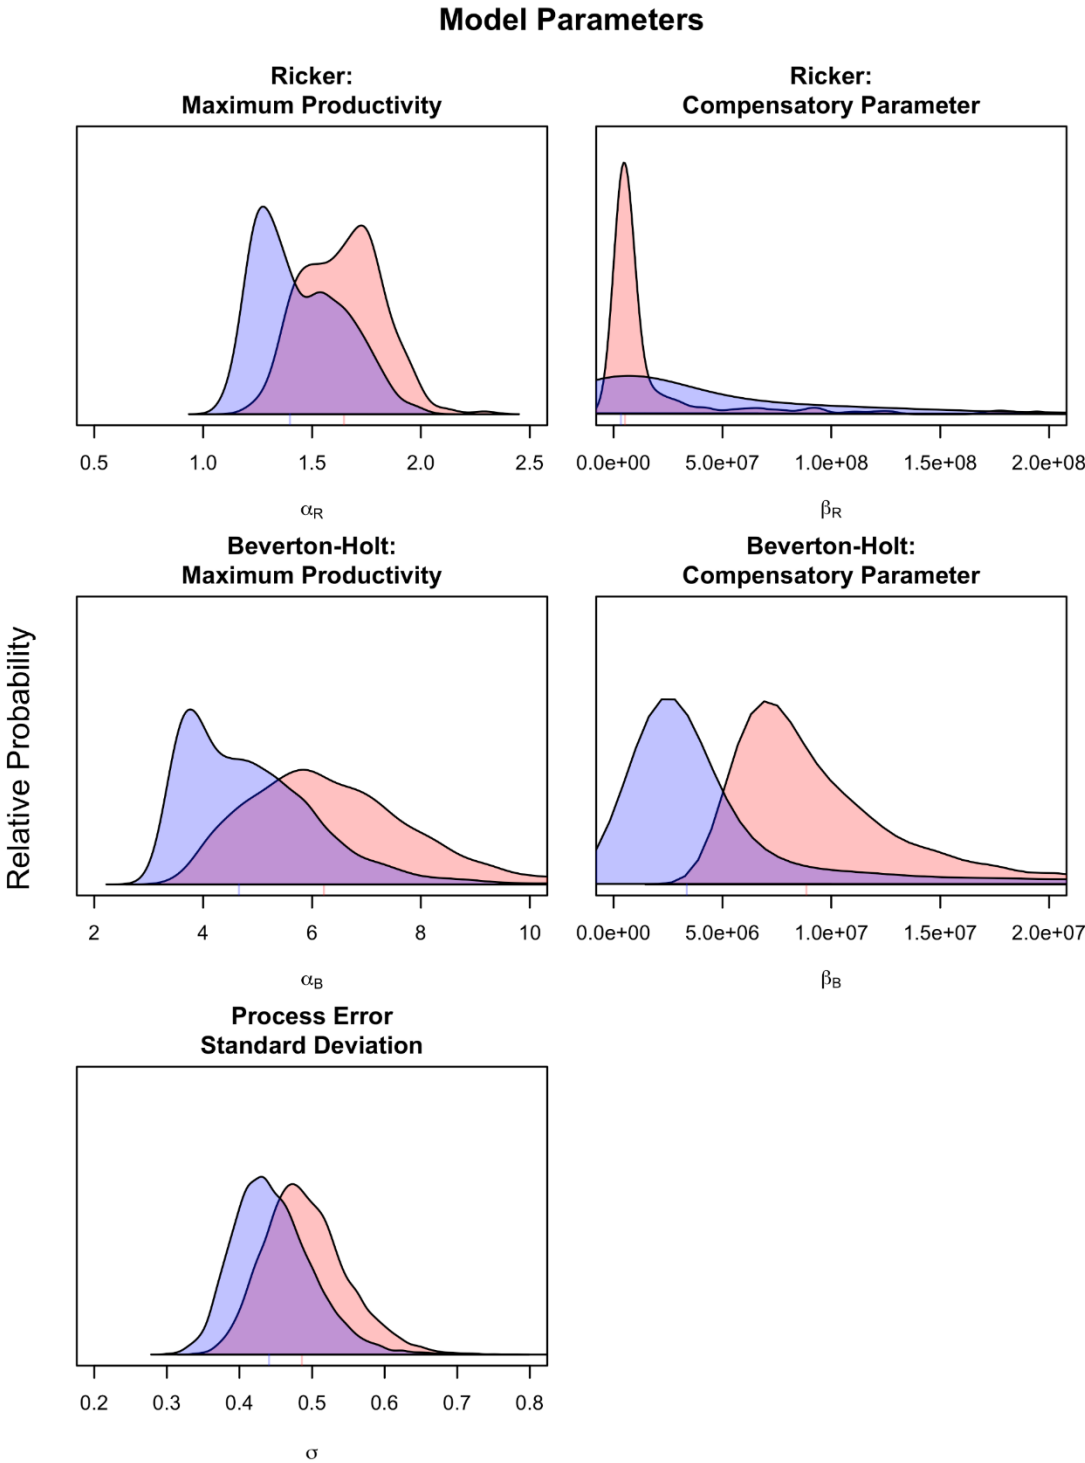 Model Parameters
Ricker:
Maximum Productivity
0.5 1.0 1.5 2.0 2.5
αR
Ricker:
Compensatory Parameter
0.0e+00 5.0e+07 1.0e+08 1.5e+08 2.0e+08
βR
Relative Probability
Beverton-Holt:
Maximum Productivity
2 4 6 8 10
αB
Beverton-Holt:
Compensatory Parameter
0.0e+00 5.0e+06 1.0e+07 1.5e+07 2.0e+07
βB
Process Error
Standard Deviation
0.2 0.3 0.4 0.5 0.6 0.7 0.8
σ